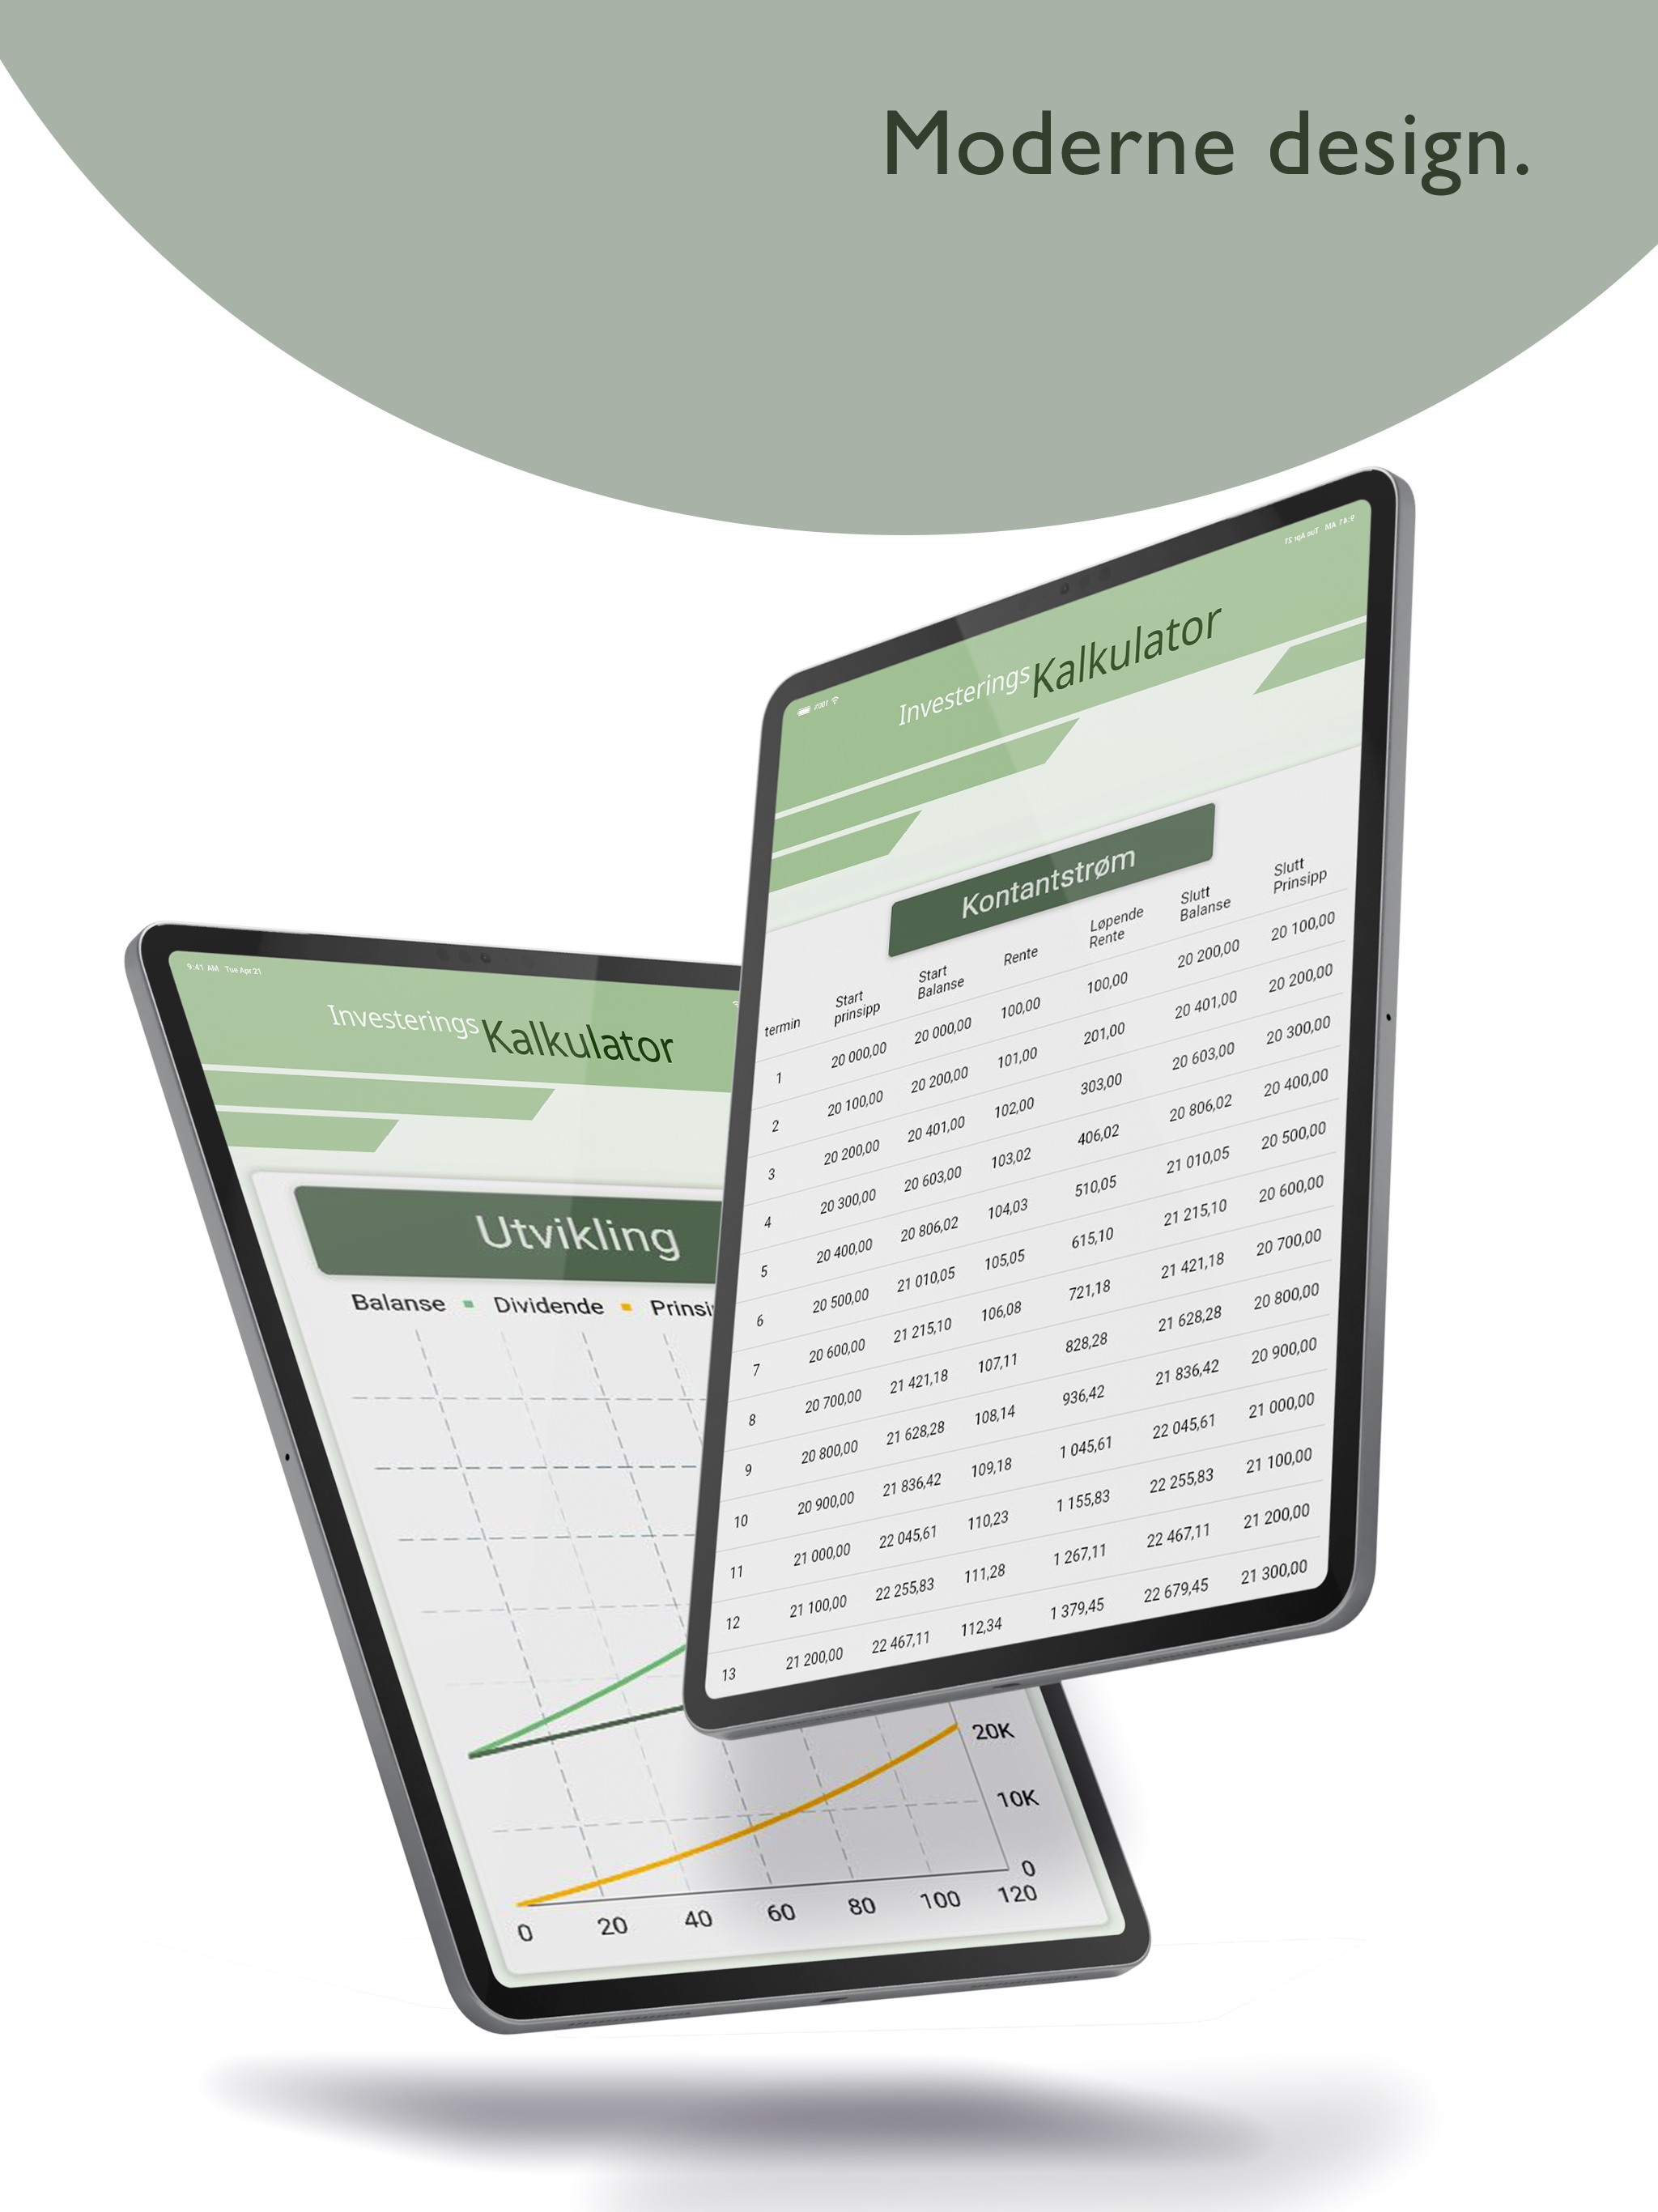 Moderne design.
9:41 AM Tue Apr 21
100%
InvesteringsKalkulator
Kontantstrøm
termin Start prinsipp Start Balanse Rente Løpende Rente Slutt Balanse Slutt Prinsipp
1 20 000,00 20 000,00 100,00 100,00 20 200,00 20 100,00
2 20 100,00 20 200,00 101,00 201,00 20 401,00 20 200,00
3 20 200,00 20 401,00 102,00 303,00 20 603,00 20 300,00
4 20 300,00 20 603,00 103,02 406,02 20 806,02 20 400,00
5 20 400,00 20 806,02 104,03 510,05 21 010,05 20 500,00
6 20 500,00 21 010,05 105,05 615,10 21 215,10 20 600,00
7 20 600,00 21 215,10 106,08 721,18 21 421,18 20 700,00
8 20 700,00 21 421,18 107,11 828,28 21 628,28 20 800,00
9 20 800,00 21 628,28 108,14 936,42 21 836,42 20 900,00
10 20 900,00 21 836,42 109,18 1 045,61 22 045,61 21 000,00
11 21 000,00 22 045,61 110,23 1 155,83 22 255,83 21 100,00
12 21 100,00 22 255,83 111,28 1 267,11 22 467,11 21 200,00
13 21 200,00 22 467,11 112,34 1 379,45 22 679,45 21 300,00
9:41 AM Tue Apr 21
InvesteringsKalkulator
Utvikling
Balanse Dividende
20K
10K
0
0 20 40 60 80 100 120